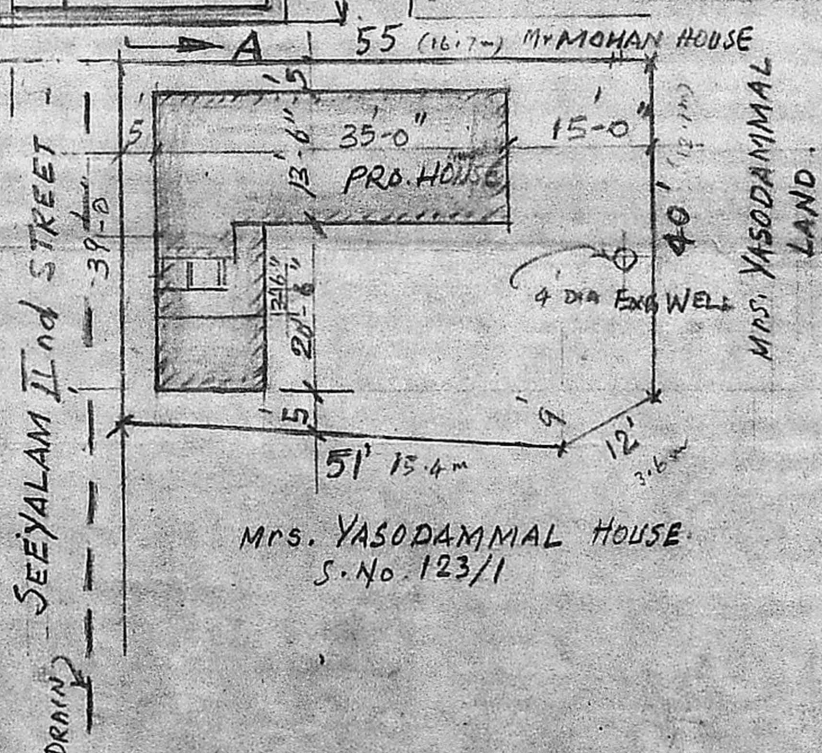 A
55 (16.7m) Mr MOHAN HOUSE
5'
5'
35'-0"
15'-0"
13'-6"
PRO. HOUSE
40'
Mrs. YASODAMMAL
LAND.
39'-0
SEEYALAM IInd STREET
20'-6"
4' DIA EXG WELL
5'
9'
12'
3.6m
51' 15.4m
Mrs. YASODAMMAL HOUSE.
S.No. 123/1
DRAIN)